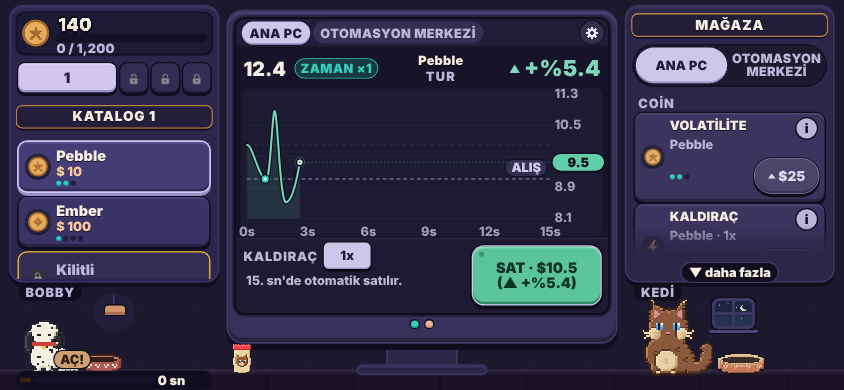 140
0 / 1,200
1
KATALOG 1
Pebble
$ 10
Ember
$ 100
Kilitli
BOBBY
AÇ!
0 sn
ANA PC
OTOMASYON MERKEZİ
12.4
ZAMAN ×1
Pebble
TUR
▲+%5.4
11.3
10.5
9.5
ALIŞ
8.9
8.1
0s
3s
6s
9s
12s
15s
KALDIRAÇ
1x
15. sn'de otomatik satılır.
SAT · $10.5
(▲ +%5.4)
MAĞAZA
ANA PC
OTOMASYON
MERKEZİ
COİN
VOLATİLİTE
i
Pebble
▲$25
KALDIRAÇ
i
Pebble · 1x
▼ daha fazla
KEDİ